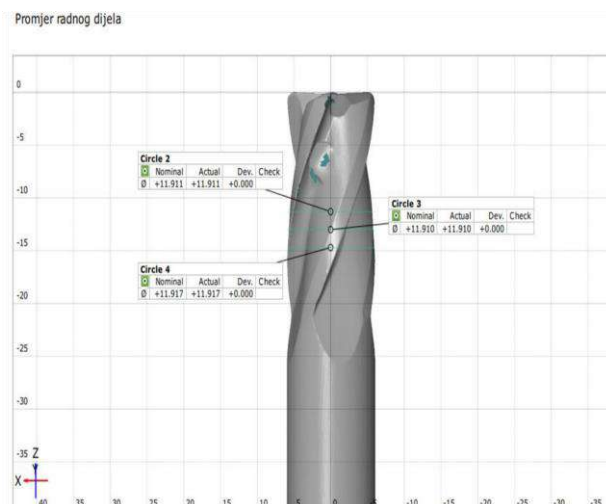 Promjer radnog dijela
0
-5
Circle 2
Nominal Actual Dev. Check
Ø +11.911 +11.911 +0.000
-10
Circle 3
Nominal Actual Dev. Check
Ø +11.910 +11.910 +0.000
-15
Circle 4
Nominal Actual Dev. Check
Ø +11.917 +11.917 +0.000
-20
-25
-30
-35
Z
X
40 35 30 25 20 15 10 5 0 -5 -10 -15 -20 -25 -30